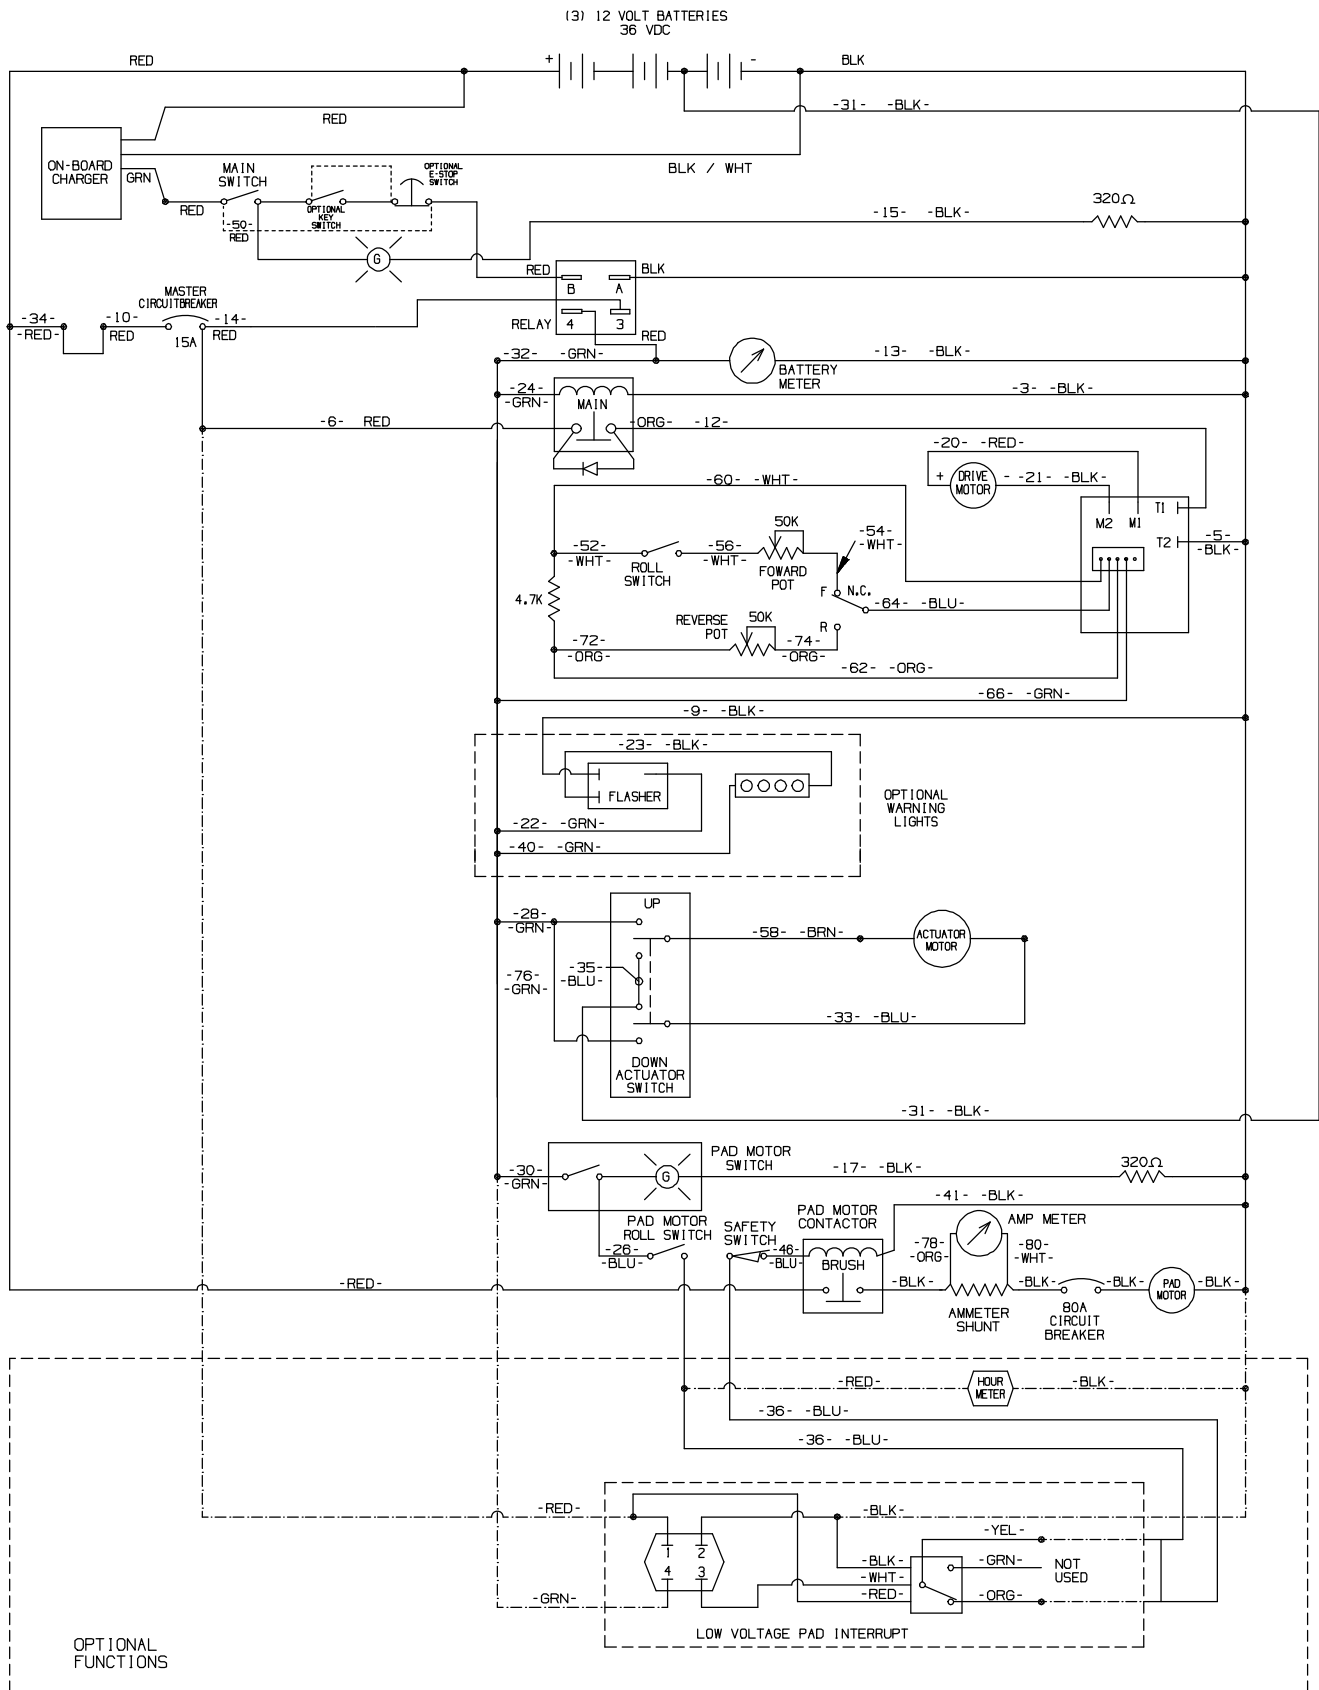 (3) 12 VOLT BATTERIES
36 VDC
RED
+
-
BLK
-31- -BLK-
RED
ON-BOARD
CHARGER
BLK / WHT
GRN
MAIN
SWITCH
OPTIONAL
E-STOP
SWITCH
RED
OPTIONAL
KEY
SWITCH
-50-
RED
-15- -BLK-
320Ω
G
RED
BLK
B
A
4
3
RELAY
RED
MASTER
CIRCUITBREAKER
-34-
-RED-
-10-
RED
15A
-14-
RED
-32- -GRN-
-13- -BLK-
BATTERY
METER
-24-
-GRN-
MAIN
-3- -BLK-
-6- RED
-ORG- -12-
-20- -RED-
+
DRIVE
MOTOR
- -21- -BLK-
-60- -WHT-
M2
M1
T1
T2
-5-
-BLK-
-52-
-WHT-
ROLL
SWITCH
-56-
-WHT-
50K
FOWARD
POT
-54-
-WHT-
F
N.C.
-64- -BLU-
4.7K
REVERSE
POT
50K
R
-72-
-ORG-
-74-
-ORG-
-62- -ORG-
-66- -GRN-
-9- -BLK-
-23- -BLK-
FLASHER
OPTIONAL
WARNING
LIGHTS
-22- -GRN-
-40- -GRN-
UP
-28-
-GRN-
-58- -BRN-
ACTUATOR
MOTOR
-76-
-GRN-
-35-
-BLU-
-33- -BLU-
DOWN
ACTUATOR
SWITCH
-31- -BLK-
PAD MOTOR
SWITCH
-30-
-GRN-
G
-17- -BLK-
320Ω
-41- -BLK-
PAD MOTOR
ROLL SWITCH
SAFETY
SWITCH
PAD MOTOR
CONTACTOR
AMP METER
-26-
-BLU-
-46-
-BLU-
BRUSH
-78-
-ORG-
-80-
-WHT-
-RED-
-BLK-
-BLK-
-BLK-
PAD
MOTOR
-BLK-
AMMETER
SHUNT
80A
CIRCUIT
BREAKER
-RED-
HOUR
METER
-BLK-
-36- -BLU-
-36- -BLU-
-RED-
-BLK-
1
2
4
3
-YEL-
-BLK-
-WHT-
-RED-
-GRN-
NOT
USED
-ORG-
-GRN-
LOW VOLTAGE PAD INTERRUPT
OPTIONAL
FUNCTIONS